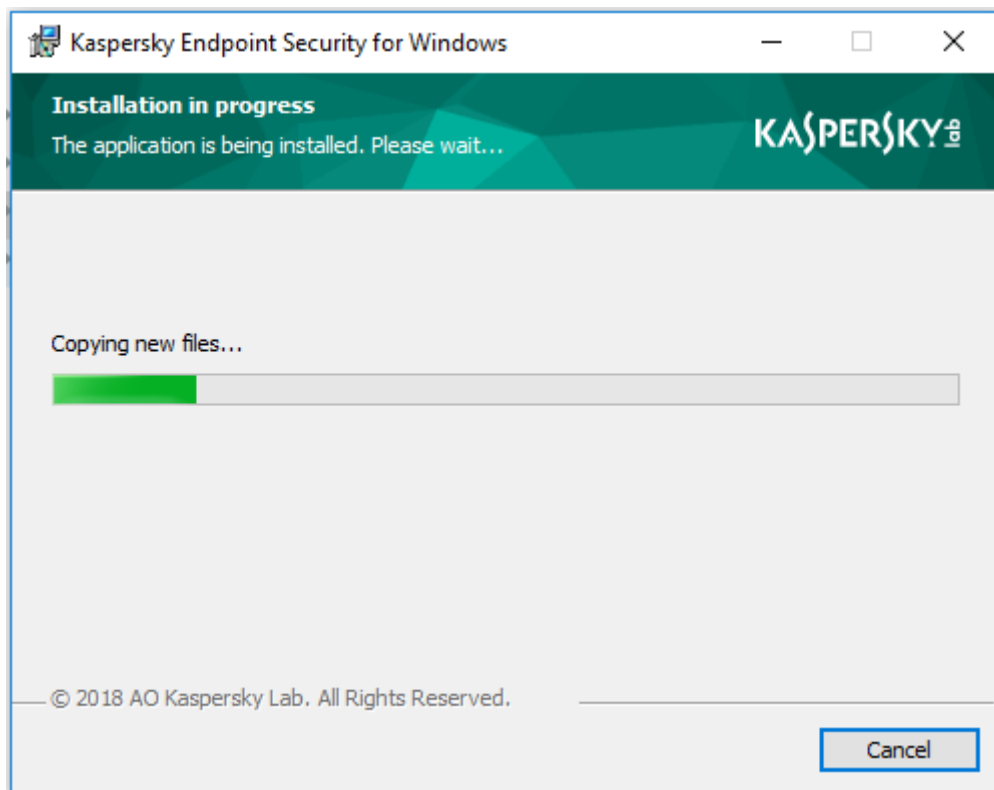 Kaspersky Endpoint Security for Windows
Installation in progress
The application is being installed. Please wait...
KASPERSKY lab
Copying new files...
© 2018 AO Kaspersky Lab. All Rights Reserved.
Cancel